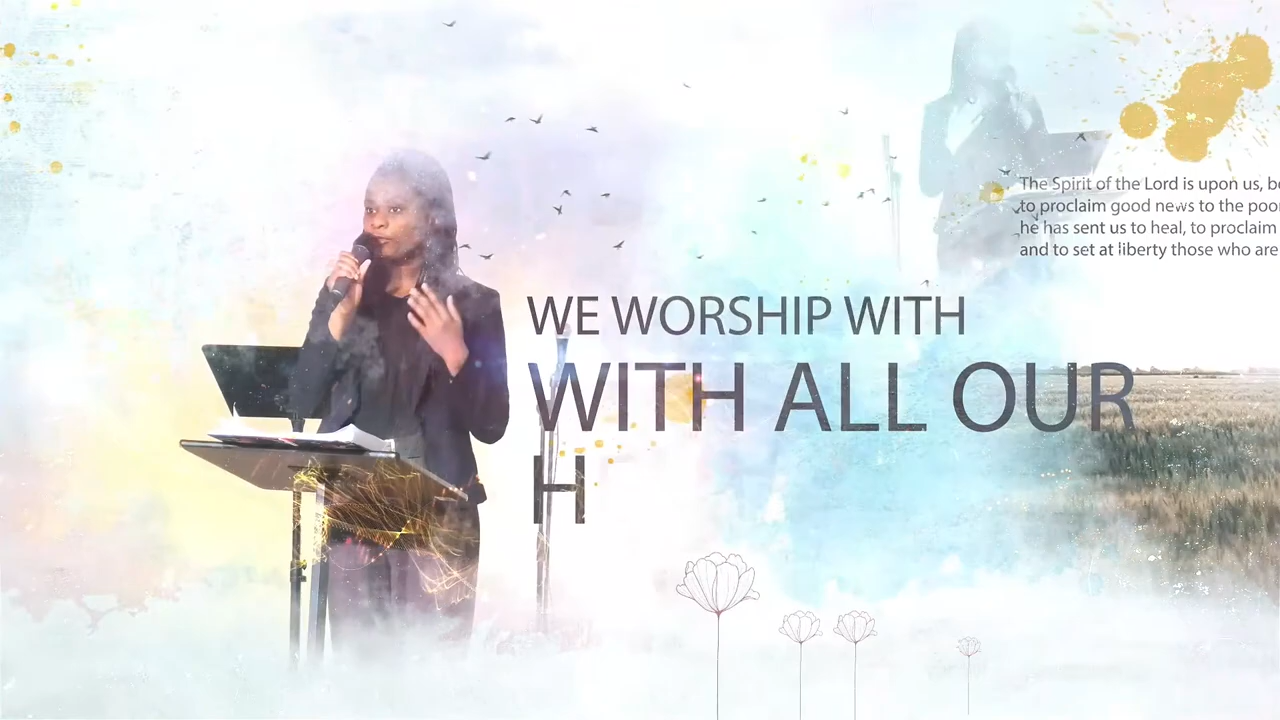 The Spirit of the Lord is upon us, be
to proclaim good news to the poor
he has sent us to heal, to proclaim
and to set at liberty those who are
WE WORSHIP WITH
WITH ALL OUR
H